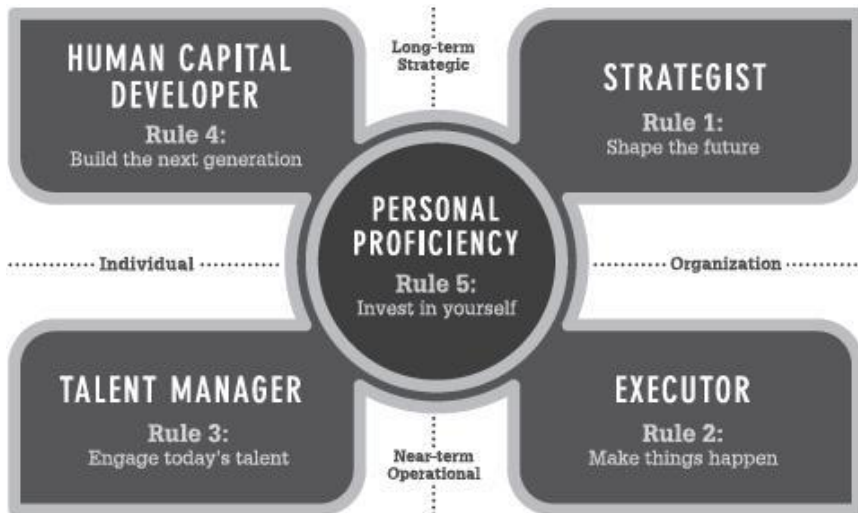 HUMAN CAPITAL
DEVELOPER
Rule 4:
Build the next generation
Long-term
Strategic
STRATEGIST
Rule 1:
Shape the future
PERSONAL
PROFICIENCY
Rule 5:
Invest in yourself
Individual
Organization
TALENT MANAGER
Rule 3:
Engage today's talent
Near-term
Operational
EXECUTOR
Rule 2:
Make things happen